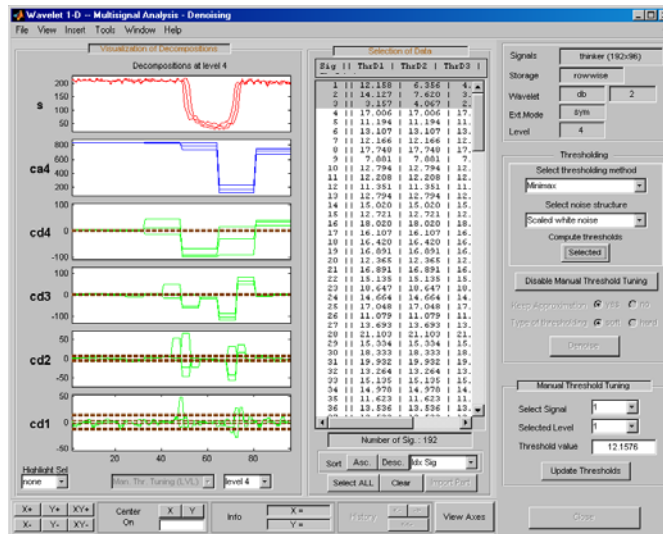 Wavelet 1-D -- Multisignal Analysis - Denoising
File View Insert Tools Window Help
Visualization of Decompositions
Decompositions at level 4
s
200
150
100
50
ca4
800
600
400
200
cd4
100
0
-100
cd3
100
0
-100
cd2
50
0
-50
cd1
50
0
-50
20 40 60 80
Highlight Sel
none
Man. Thr. Tuning (LVL)
level 4
Selection of Data
Sig || ThrD1 | ThrD2 | ThrD3 |
1 || 12.158 | 6.356 | 4.
2 || 14.127 | 7.620 | 3.
3 || 3.157 | 4.067 | 2.
4 || 17.006 | 17.006 | 17.
5 || 11.194 | 11.194 | 11.
6 || 13.107 | 13.107 | 13.
7 || 12.166 | 12.166 | 12.
8 || 17.748 | 17.748 | 17.
9 || 7.881 | 7.881 | 7.
10 || 12.794 | 12.794 | 12.
11 || 12.208 | 12.208 | 12.
12 || 11.351 | 11.351 | 11.
13 || 12.794 | 12.794 | 12.
14 || 15.020 | 15.020 | 15.
15 || 12.721 | 12.721 | 12.
16 || 18.020 | 18.020 | 18.
17 || 16.107 | 16.107 | 16.
18 || 16.420 | 16.420 | 16.
19 || 16.891 | 16.891 | 16.
20 || 12.365 | 12.365 | 12.
21 || 16.891 | 16.891 | 16.
22 || 15.135 | 15.135 | 15.
23 || 18.647 | 18.647 | 18.
24 || 14.664 | 14.664 | 14.
25 || 17.048 | 17.048 | 17.
26 || 11.079 | 11.079 | 11.
27 || 13.693 | 13.693 | 13.
28 || 21.103 | 21.103 | 21.
29 || 15.334 | 15.334 | 15.
30 || 18.333 | 18.333 | 18.
31 || 19.932 | 19.932 | 19.
32 || 13.264 | 13.264 | 13.
33 || 15.135 | 15.135 | 15.
34 || 14.978 | 14.978 | 14.
35 || 11.623 | 11.623 | 11.
36 || 13.536 | 13.536 | 13.
Number of Sig. : 192
Sort Asc. Desc. Idx Sig
Select ALL Clear Import Part
Signals thinker (192x96)
Storage rowwise
Wavelet db 2
Ext.Mode sym
Level 4
Thresholding
Select thresholding method
Minimax
Select noise structure
Scaled white noise
Compute thresholds
Selected
Disable Manual Threshold Tuning
Keep Approximation yes no
Type of thresholding soft hard
Denoise
Manual Threshold Tuning
Select Signal 1
Selected Level 1
Threshold value 12.1576
Update Thresholds
X+ Y+ XY+
X- Y- XY-
Center On
X Y
Info
X =
Y =
History
View Axes
Close